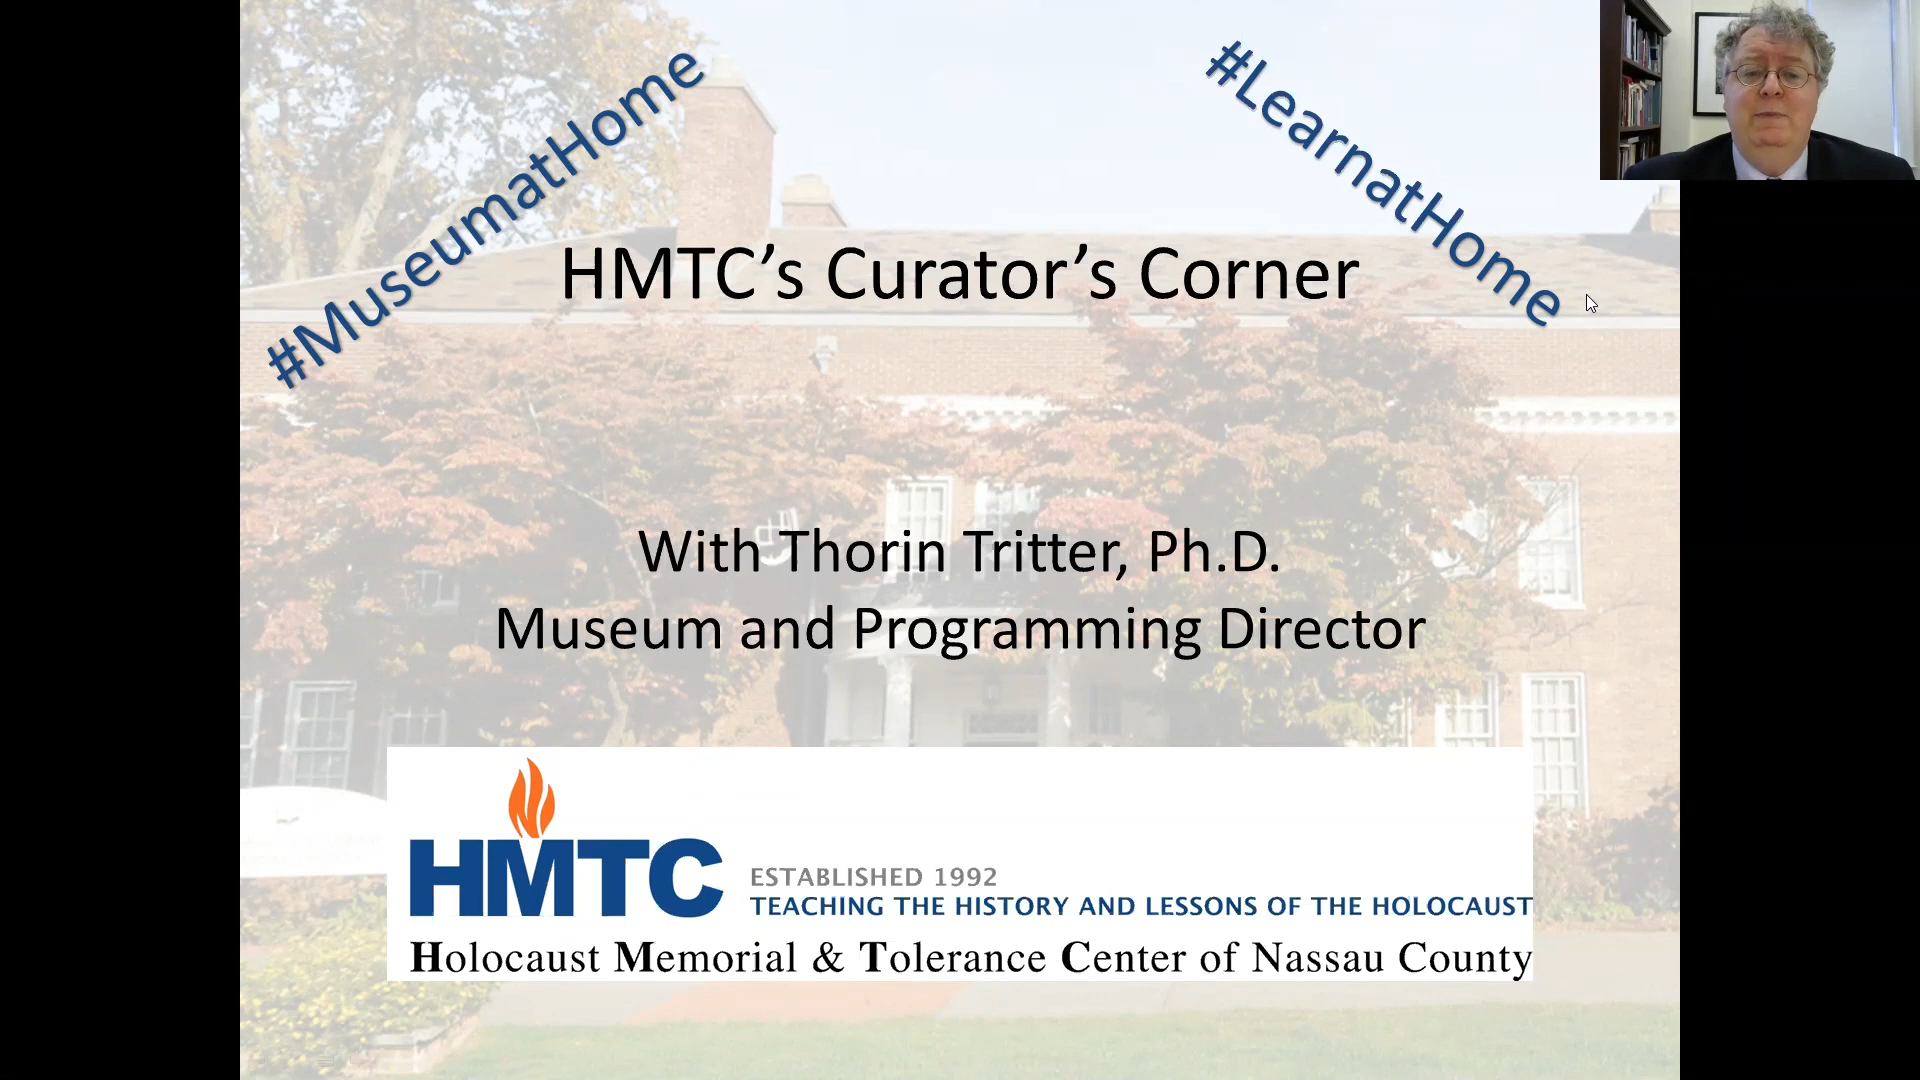 #MuseumatHome
#LearnatHome
HMTC’s Curator’s Corner
With Thorin Tritter, Ph.D.
Museum and Programming Director
HMTC
ESTABLISHED 1992
TEACHING THE HISTORY AND LESSONS OF THE HOLOCAUST
Holocaust Memorial & Tolerance Center of Nassau County